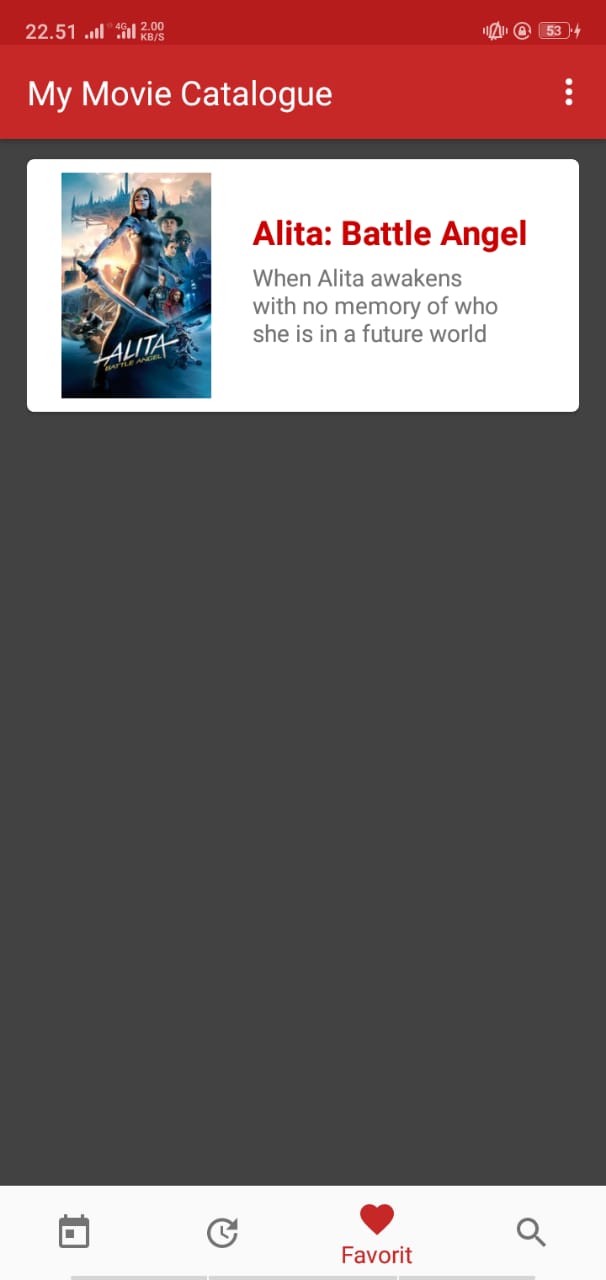 22.51 4G 2.00 KB/S 53
My Movie Catalogue
Alita: Battle Angel
When Alita awakens
with no memory of who
she is in a future world
ALITA
BATTLE ANGEL
Favorit